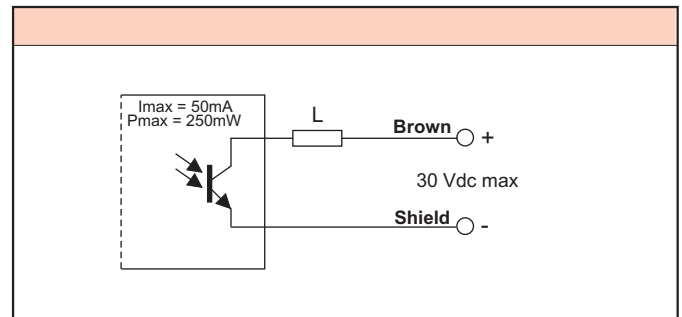 Imax = 50mA
Pmax = 250mW
L
Brown
+
30 Vdc max
Shield
-